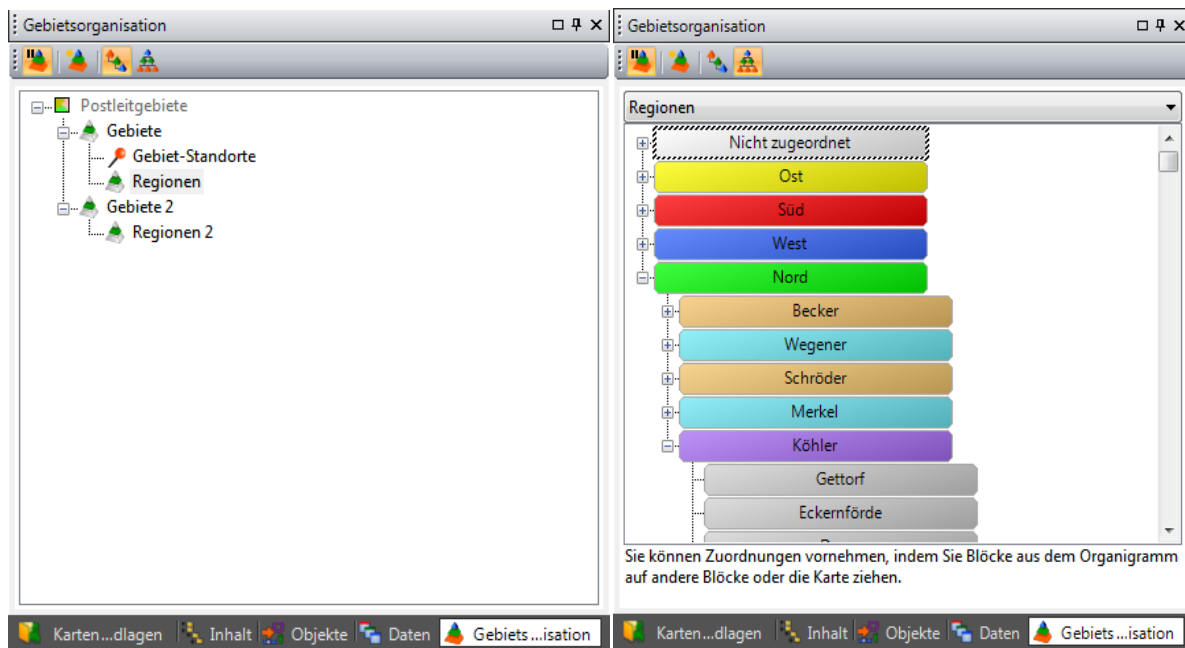 Gebietsorganisation
Postleitgebiete
Gebiete
Gebiet-Standorte
Regionen
Gebiete 2
Regionen 2
Karten...dlagen Inhalt Objekte Daten Gebiets ...isation
Gebietsorganisation
Regionen
Nicht zugeordnet
Ost
Süd
West
Nord
Becker
Wegener
Schröder
Merkel
Köhler
Gettorf
Eckernförde
Sie können Zuordnungen vornehmen, indem Sie Blöcke aus dem Organigramm
auf andere Blöcke oder die Karte ziehen.
Karten...dlagen Inhalt Objekte Daten Gebiets ...isation